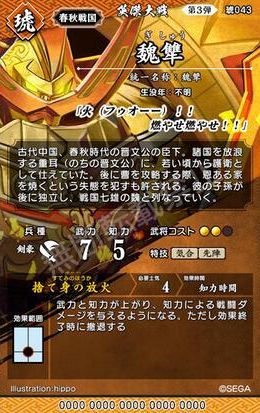 琥
春秋戦国
英傑大戦
第3弾
琥043
ぎしゅう
魏犨
統一名称：魏犨
生没年：不明
「火（フゥオーー）！！
燃やせ燃やせ！！」
古代中国、春秋時代の晋文公の臣下。諸国を放浪
する重耳（のちの晋文公）に、若い頃から護衛と
して仕えていた。後に曹を攻略する際、恩ある家
を焼くという失態を犯すも許される。彼の子孫が
後に独立し、戦国七雄の魏と列なっていく。
兵種
武力
知力
武将コスト
剣豪
7
5
特技
気合
先陣
すてみのほうか
捨て身の放火
必要士気
4
効果時間
知力時間
効果範囲
武力と知力が上がり、知力による戦闘ダ
メージを与えるようになる。ただし効果終
了時に撤退する
Illustration:hippo
©SEGA
0000 0000 0000 0000 0000